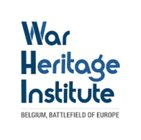 War
Heritage
Institute
BELGIUM, BATTLEFIELD OF EUROPE